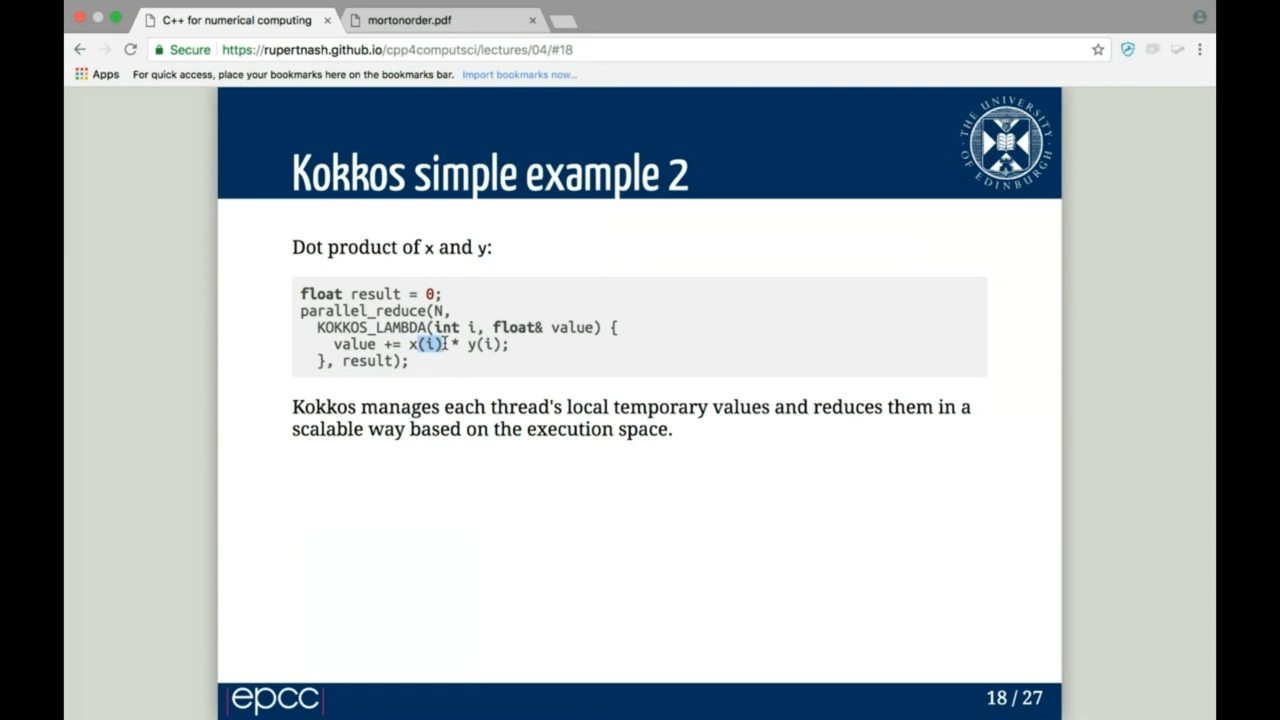 C++ for numerical computing
mortonorder.pdf
Secure https://rupertnash.github.io/cpp4computsci/lectures/04/#18
Apps For quick access, place your bookmarks here on the bookmarks bar. Import bookmarks now...
THE UNIVERSITY OF EDINBURGH
Kokkos simple example 2
Dot product of x and y:
float result = 0;
parallel_reduce(N,
KOKKOS_LAMBDA(int i, float& value) {
value += x(i) * y(i);
}, result);
Kokkos manages each thread's local temporary values and reduces them in a
scalable way based on the execution space.
epcc
18 / 27